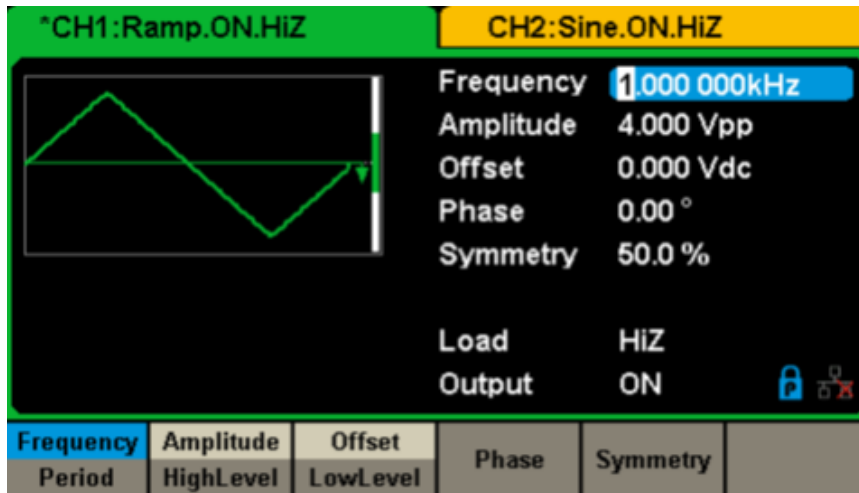 *CH1:Ramp.ON.HiZ
CH2:Sine.ON.HiZ
Frequency 1.000 000kHz
Amplitude 4.000 Vpp
Offset 0.000 Vdc
Phase 0.00 °
Symmetry 50.0 %
Load HiZ
Output ON
P
Frequency Amplitude Offset Phase Symmetry
Period HighLevel LowLevel